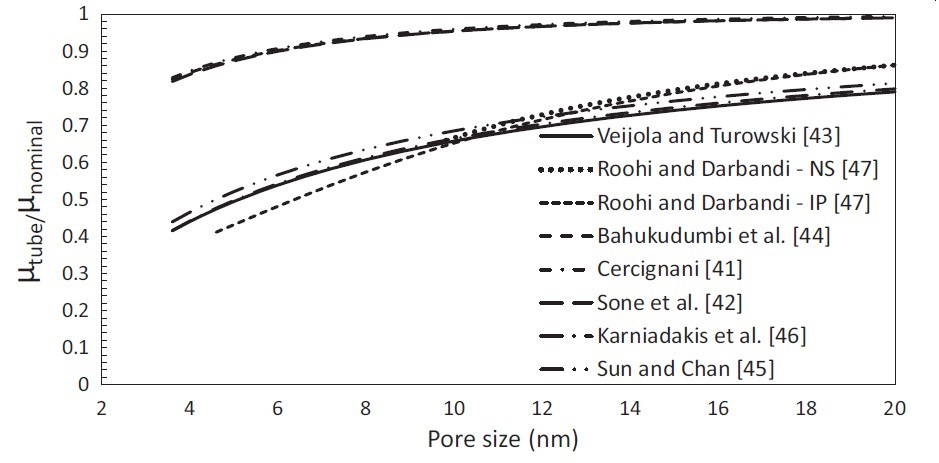 1
0.9
0.8
0.7
0.6
0.5
0.4
0.3
0.2
0.1
0
μtube/μnominal
Veijola and Turowski [43]
Roohi and Darbandi - NS [47]
Roohi and Darbandi - IP [47]
Bahukudumbi et al. [44]
Cercignani [41]
Sone et al. [42]
Karniadakis et al. [46]
Sun and Chan [45]
2 4 6 8 10 12 14 16 18 20
Pore size (nm)